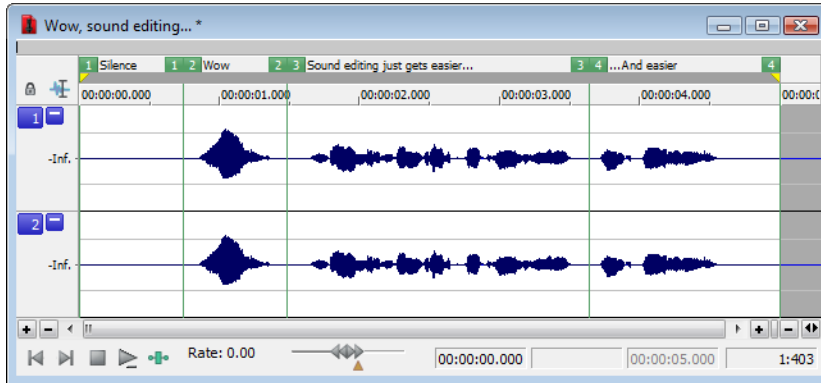 Wow, sound editing... *
1 Silence 1 2 Wow 2 3 Sound editing just gets easier... 3 4 ...And easier 4
00:00:00.000 00:00:01.000 00:00:02.000 00:00:03.000 00:00:04.000 00:00:0
1
-Inf.
2
-Inf.
Rate: 0.00 00:00:00.000 00:00:05.000 1:403